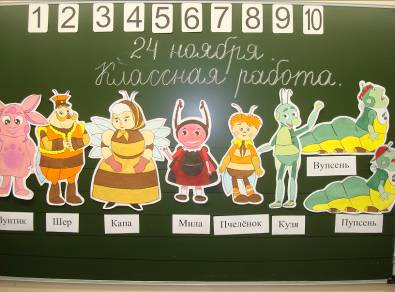 1 2 3 4 5 6 7 8 9 10
24 ноября.
Классная работа.
Вупсень
Лунтик Шер Капа Мила Пчелёнок Кузя Пупсень